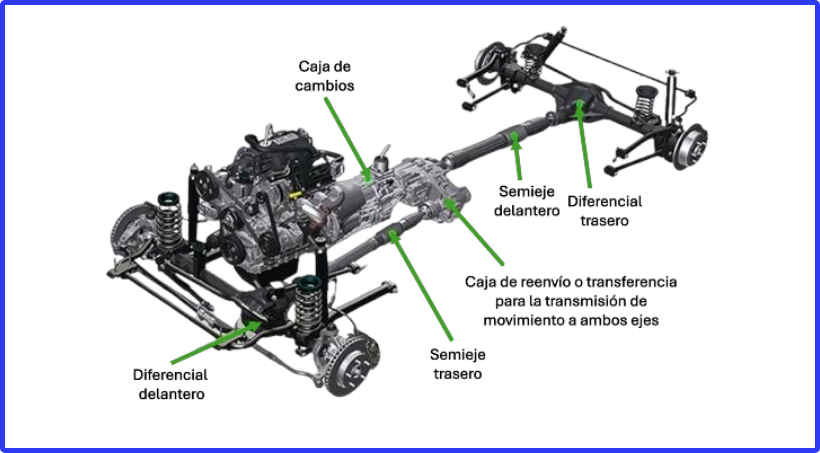 Caja de
cambios
Semieje
delantero
Diferencial
trasero
Caja de reenvío o transferencia
para la transmisión de
movimiento a ambos ejes
Semieje
trasero
Diferencial
delantero